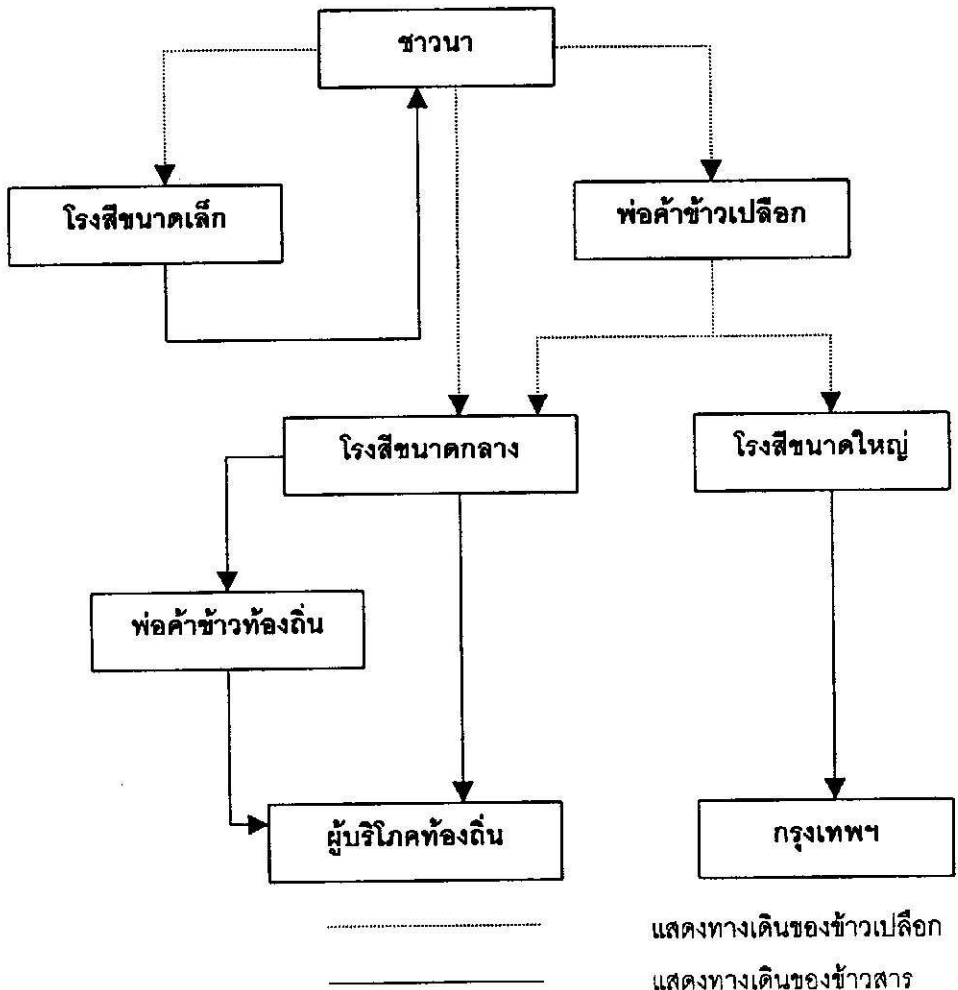 ชาวนา
โรงสีขนาดเล็ก
พ่อค้าข้าวเปลือก
โรงสีขนาดกลาง
โรงสีขนาดใหญ่
พ่อค้าข้าวท้องถิ่น
ผู้บริโภคท้องถิ่น
กรุงเทพฯ
แสดงทางเดินของข้าวเปลือก
แสดงทางเดินของข้าวสาร